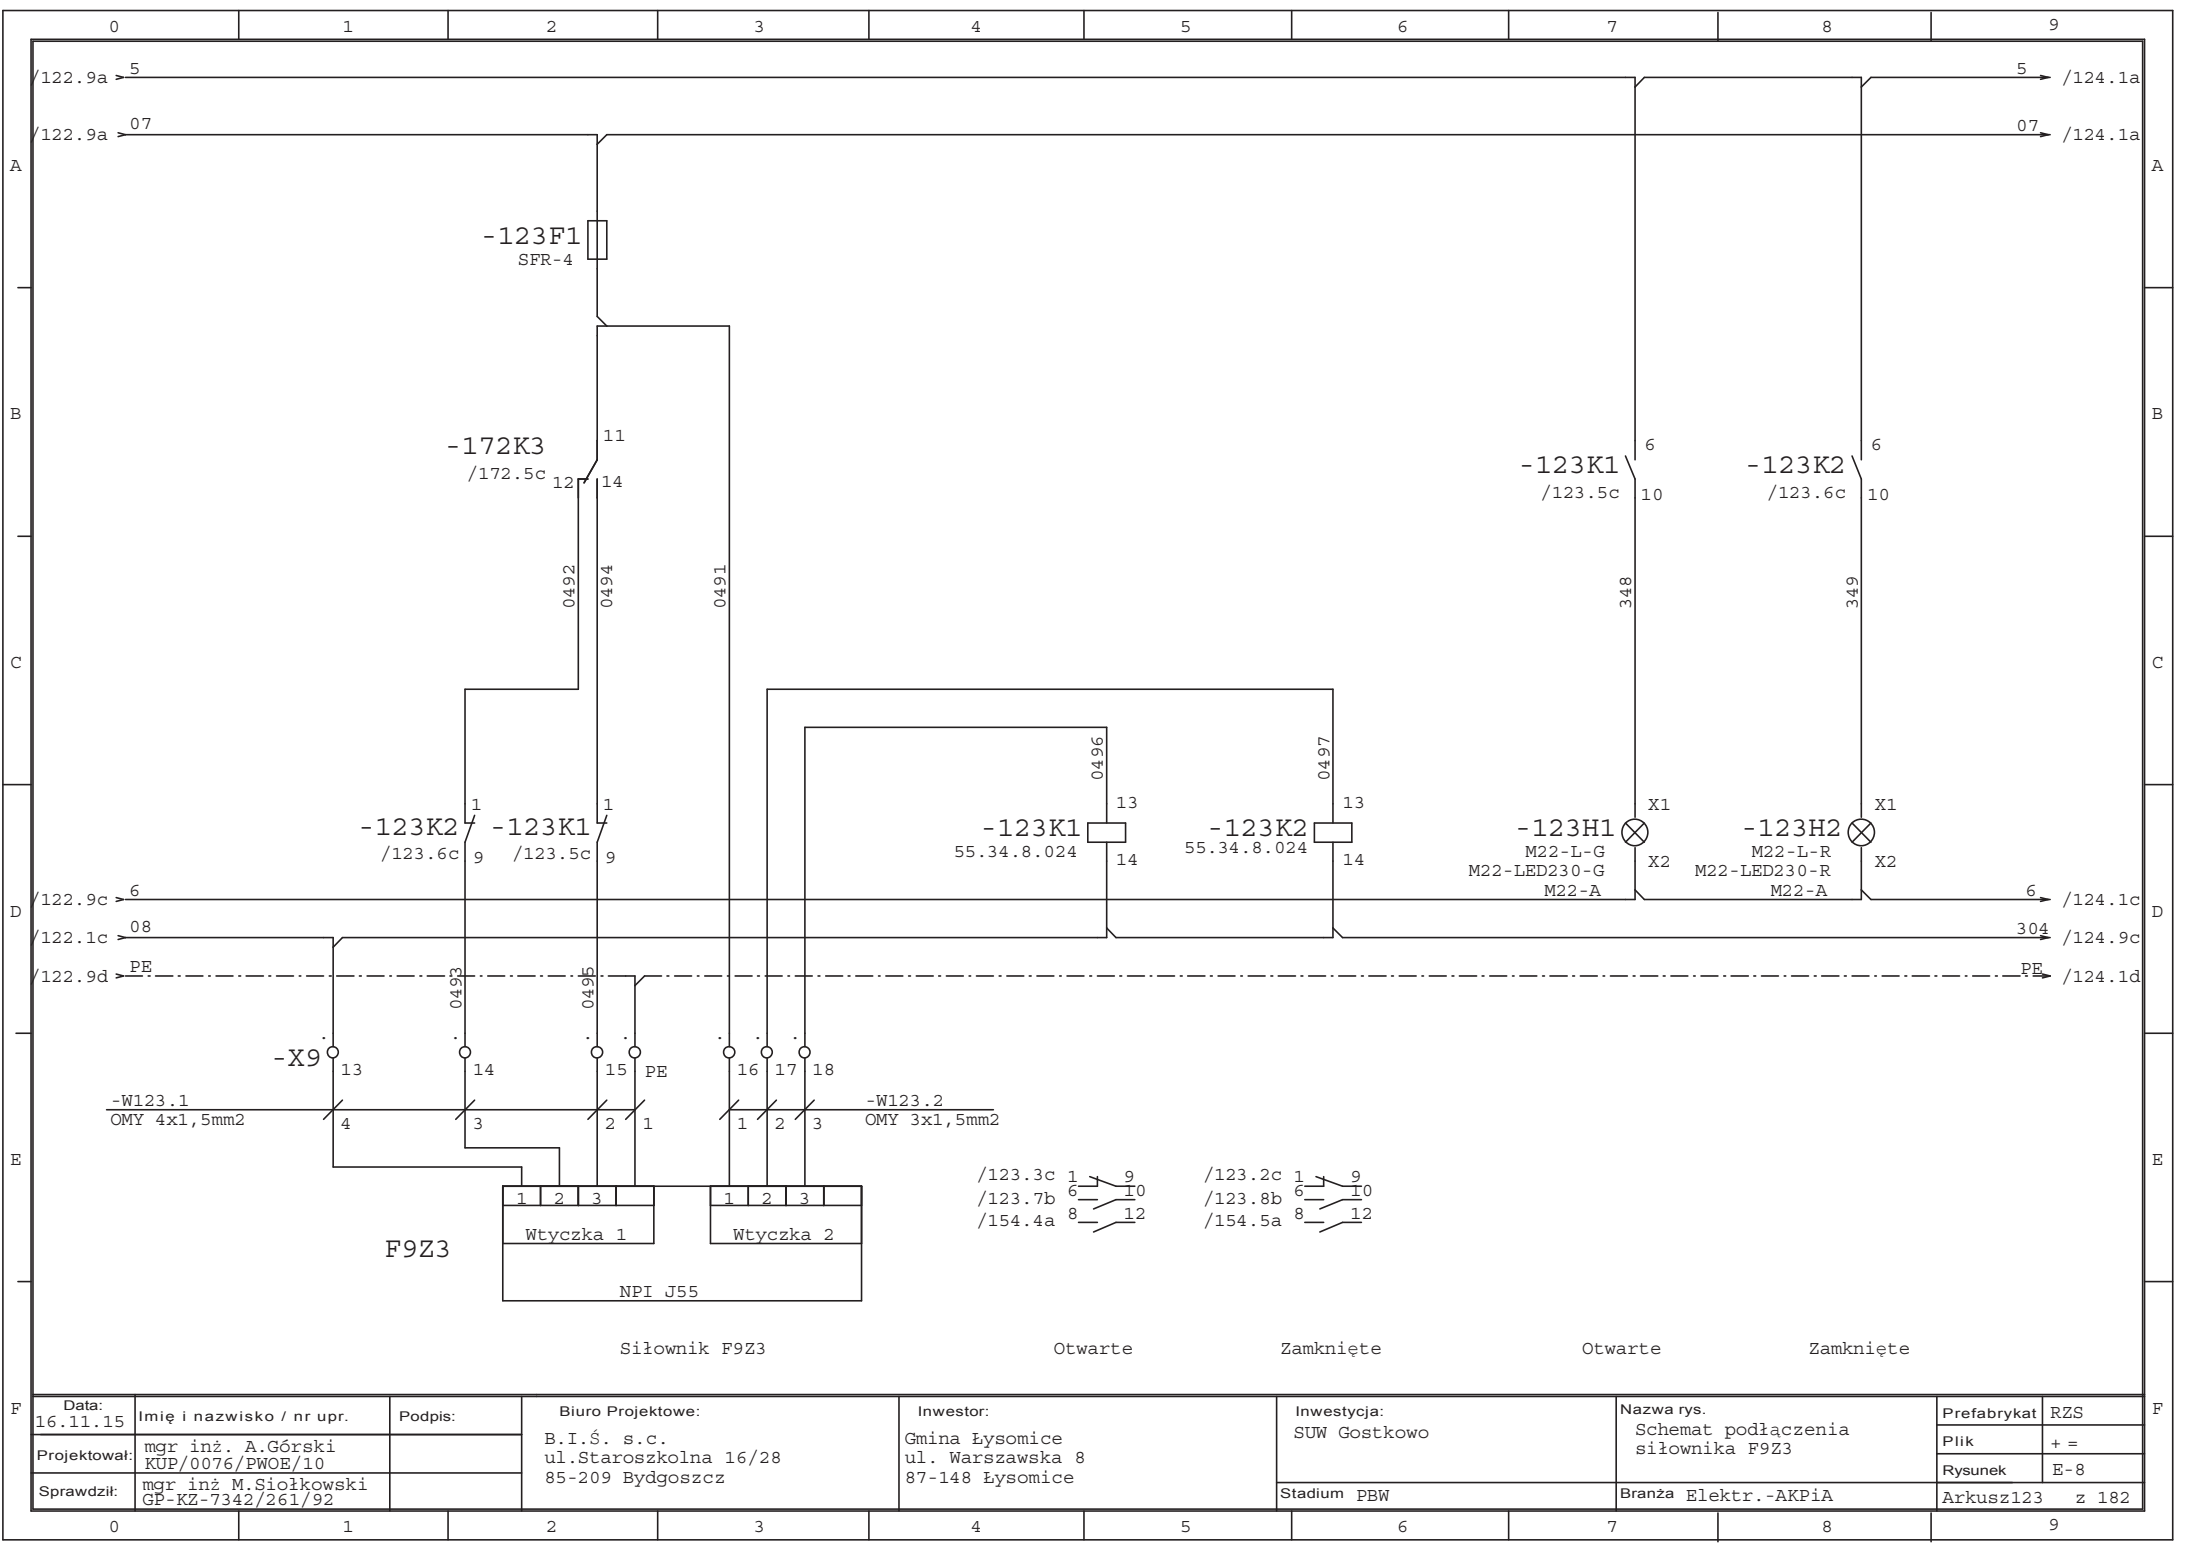 0 1 2 3 4 5 6 7 8 9
/122.9a 5 5 /124.1a
/122.9a 07 07 /124.1a
A A
-123F1
SFR-4
B B
-172K3 11
/172.5c 12 14
-123K1 6
/123.5c 10
-123K2 6
/123.6c 10
0492 0494 0491 348 349
C C
0496 0497
-123K2 1
/123.6c 9
-123K1 1
/123.5c 9
-123K1 13
55.34.8.024 14
-123K2 13
55.34.8.024 14
-123H1 X1
M22-L-G X2
M22-LED230-G
M22-A
-123H2 X1
M22-L-R X2
M22-LED230-R
M22-A
/122.9c 6 6 /124.1c
D D
/122.1c 08 304 /124.9c
/122.9d PE PE /124.1d
0493 0495
-X9 13 14 15 PE 16 17 18
-W123.1 -W123.2
OMY 4x1,5mm2 4 3 2 1 1 2 3 OMY 3x1,5mm2
E E
/123.3c 1 9 /123.2c 1 9
/123.7b 6 10 /123.8b 6 10
/154.4a 8 12 /154.5a 8 12
1 2 3 1 2 3
Wtyczka 1 Wtyczka 2
F9Z3
NPI J55
Siłownik F9Z3 Otwarte Zamknięte Otwarte Zamknięte
F F
Data:
16.11.15
Imię i nazwisko / nr upr.
Podpis:
Projektował:
mgr inż. A.Górski
KUP/0076/PWOE/10
Sprawdził:
mgr inż M.Siołkowski
GP-KZ-7342/261/92
Biuro Projektowe:
B.I.Ś. s.c.
ul.Staroszkolna 16/28
85-209 Bydgoszcz
Inwestor:
Gmina Łysomice
ul. Warszawska 8
87-148 Łysomice
Inwestycja:
SUW Gostkowo
Stadium PBW
Nazwa rys.
Schemat podłączenia
siłownika F9Z3
Branża Elektr.-AKPiA
Prefabrykat RZS
Plik + =
Rysunek E-8
Arkusz123 z 182
0 1 2 3 4 5 6 7 8 9